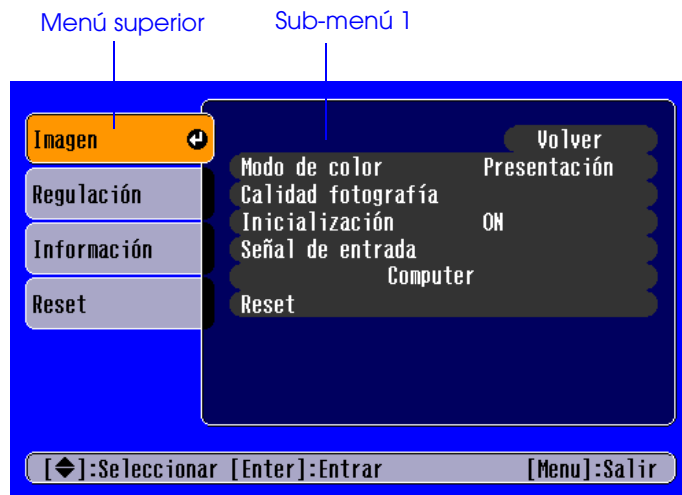 Menú superior
Sub-menú 1
Imagen
Regulación
Información
Reset
Volver
Modo de color Presentación
Calidad fotografía
Inicialización ON
Señal de entrada
Computer
Reset
[◆]:Seleccionar [Enter]:Entrar [Menu]:Salir